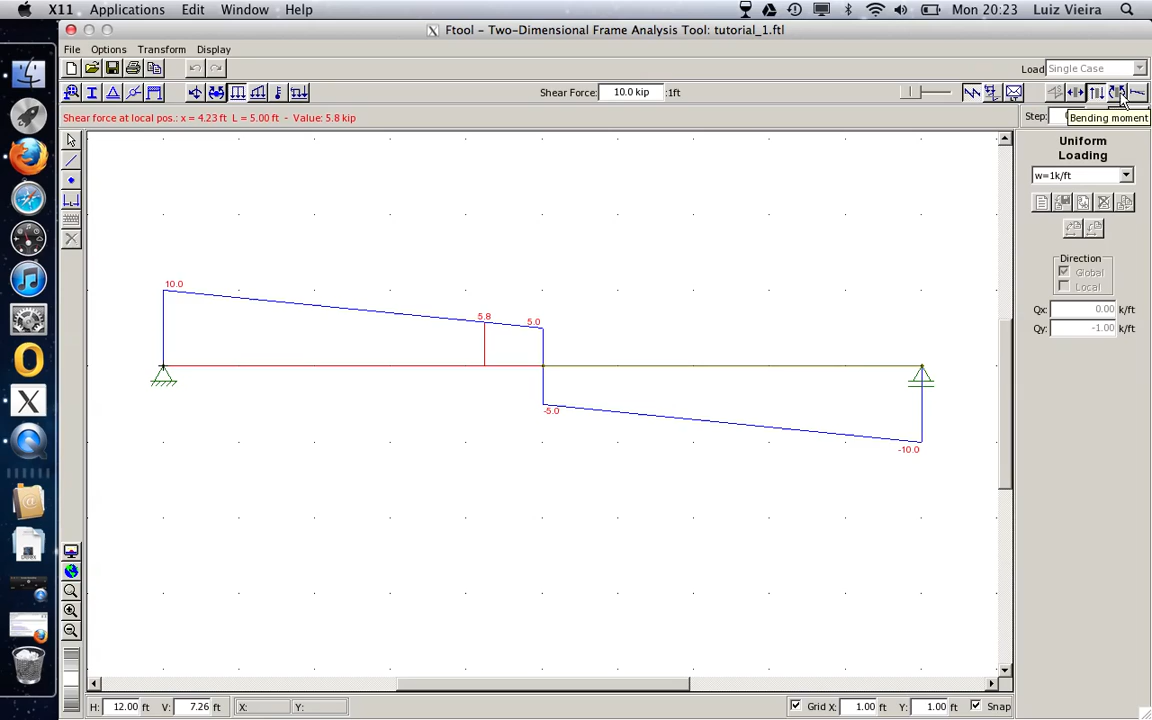 X11 Applications Edit Window Help Mon 20:23 Luiz Vieira
Ftool - Two-Dimensional Frame Analysis Tool: tutorial_1.ftl
File Options Transform Display
Load Single Case
Shear Force: 10.0 kip :1ft
Shear force at local pos.: x = 4.23 ft L = 5.00 ft - Value: 5.8 kip
Step:
Bending moment
Uniform
Loading
w=1k/ft
Direction
Global
Local
Qx: 0.00 k/ft
Qy: -1.00 k/ft
10.0
5.8
5.0
-5.0
-10.0
H: 12.00 ft V: 7.26 ft X: Y: Grid X: 1.00 ft Y: 1.00 ft Snap